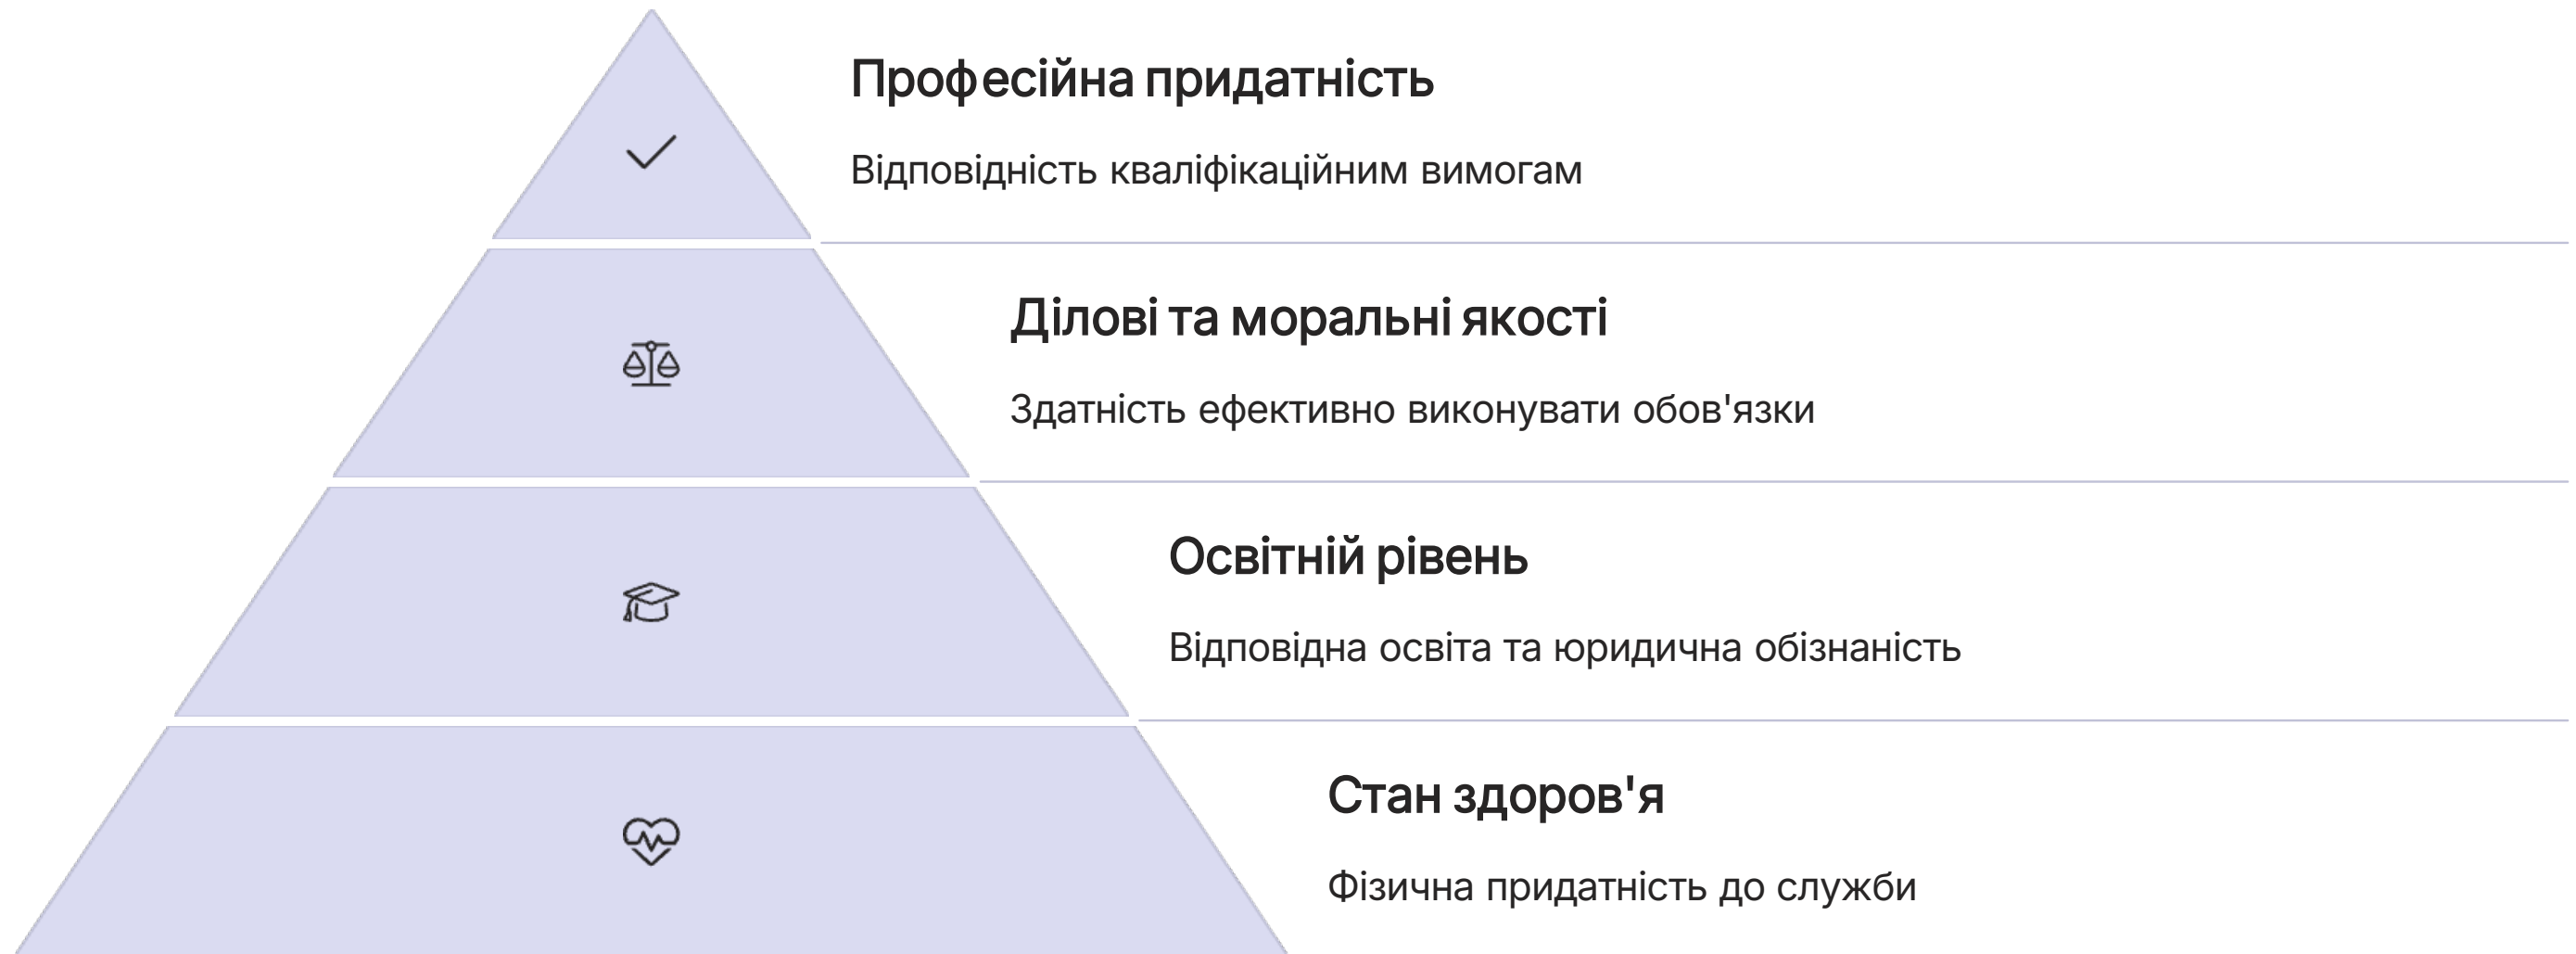 Професійна придатність
Відповідність кваліфікаційним вимогам
Ділові та моральні якості
Здатність ефективно виконувати обов'язки
Освітній рівень
Відповідна освіта та юридична обізнаність
Стан здоров'я
Фізична придатність до служби